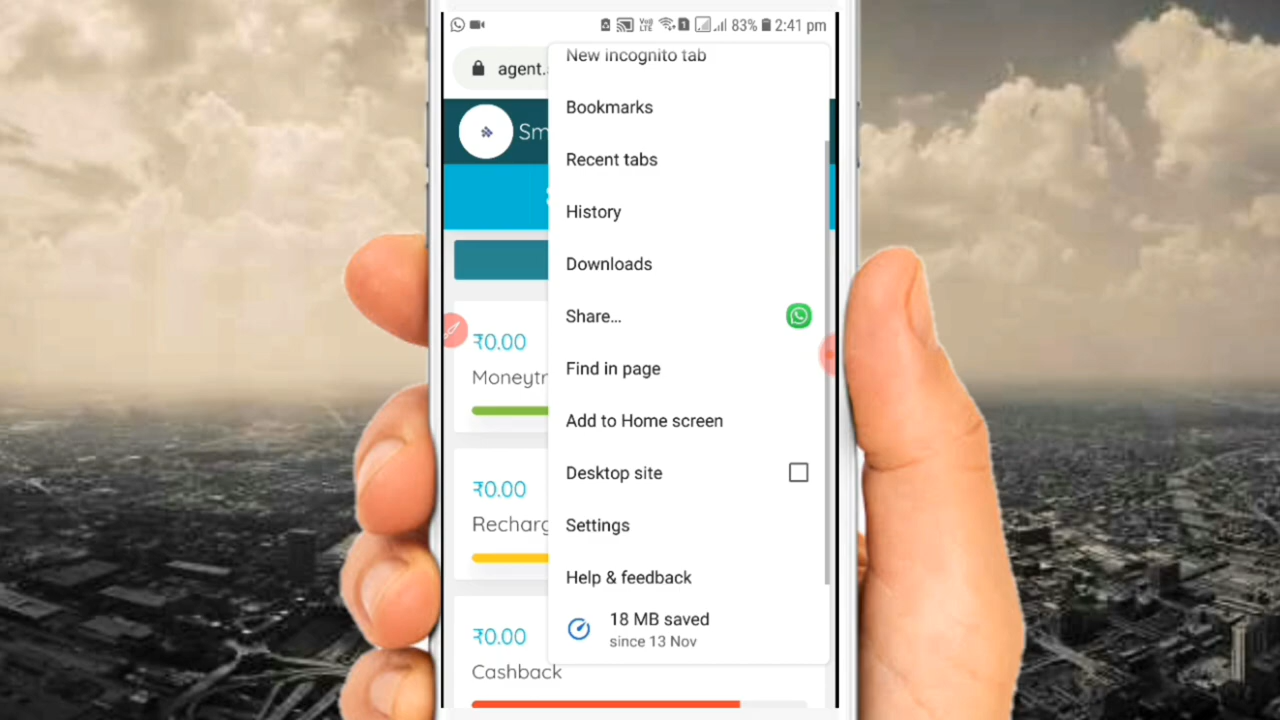 83% 2:41 pm
agent.
New incognito tab
Sm
Bookmarks
Recent tabs
History
Downloads
Share...
₹0.00
Moneytr
Find in page
Add to Home screen
Desktop site
₹0.00
Recharg
Settings
Help & feedback
18 MB saved
since 13 Nov
₹0.00
Cashback